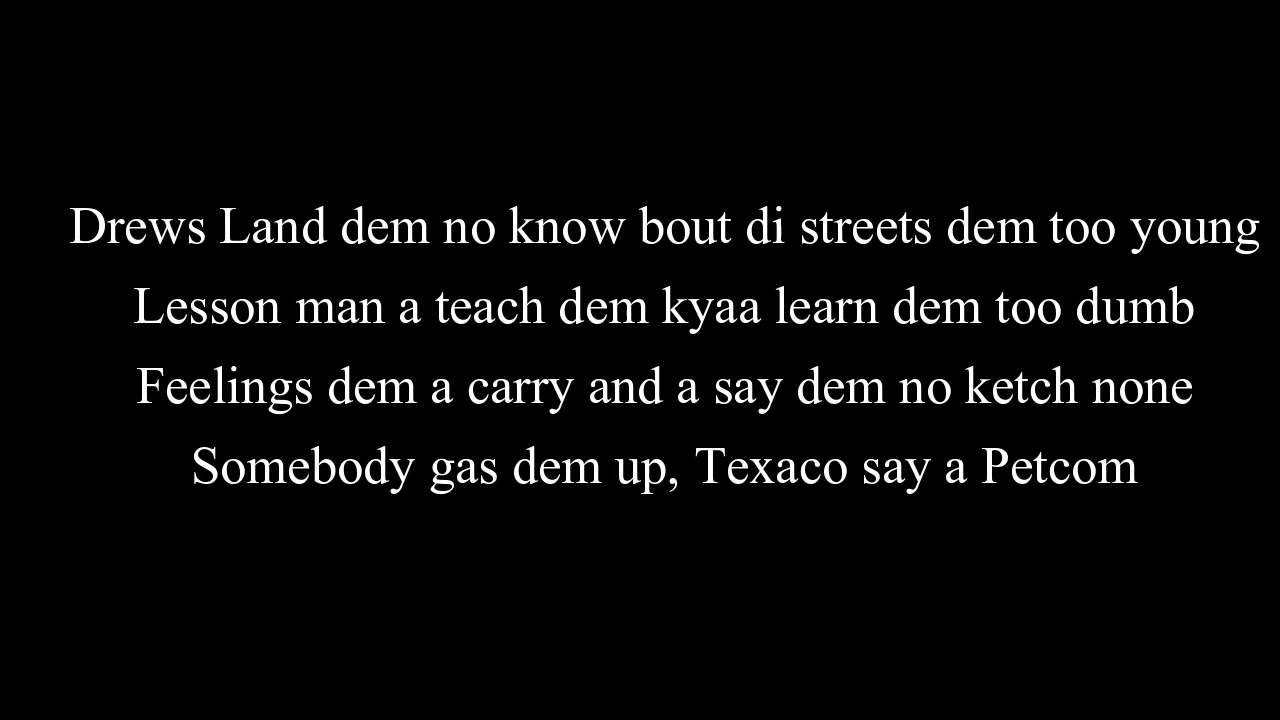 Drews Land dem no know bout di streets dem too young
Lesson man a teach dem kyaa learn dem too dumb
Feelings dem a carry and a say dem no ketch none
Somebody gas dem up, Texaco say a Petcom